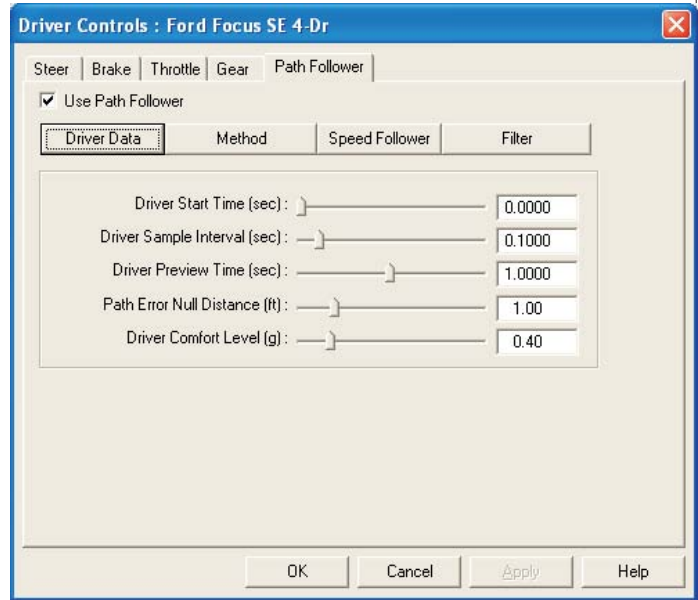 Driver Controls : Ford Focus SE 4-Dr
Steer Brake Throttle Gear Path Follower
Use Path Follower
Driver Data Method Speed Follower Filter
Driver Start Time (sec) : 0.0000
Driver Sample Interval (sec) : 0.1000
Driver Preview Time (sec) : 1.0000
Path Error Null Distance (ft) : 1.00
Driver Comfort Level (g) : 0.40
OK Cancel Apply Help